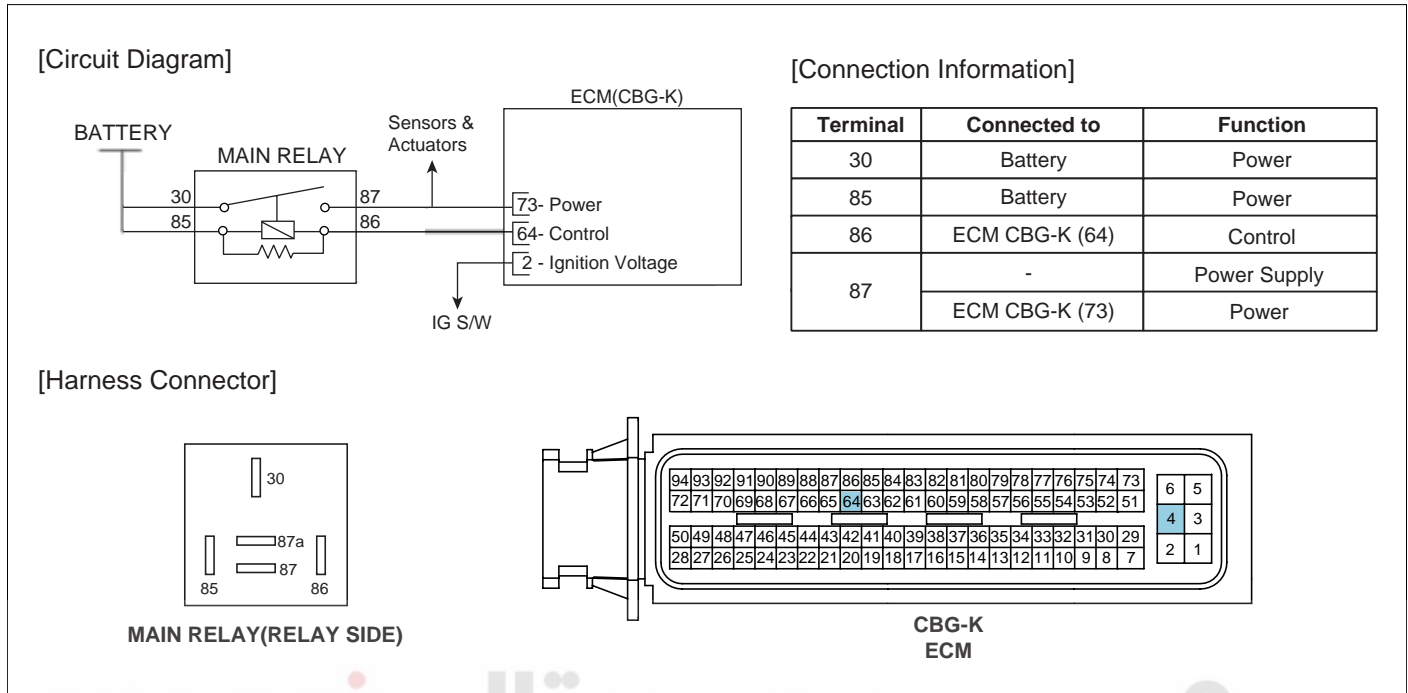 [Circuit Diagram]
ECM(CBG-K)
BATTERY
Sensors &
Actuators
MAIN RELAY
30
87
85
86
73- Power
64- Control
2 - Ignition Voltage
IG S/W
[Connection Information]
Terminal Connected to Function
30 Battery Power
85 Battery Power
86 ECM CBG-K (64) Control
87 - Power Supply
ECM CBG-K (73) Power
[Harness Connector]
30
87a
87
85
86
MAIN RELAY(RELAY SIDE)
94 93 92 91 90 89 88 87 86 85 84 83 82 81 80 79 78 77 76 75 74 73
72 71 70 69 68 67 66 65 64 63 62 61 60 59 58 57 56 55 54 53 52 51
50 49 48 47 46 45 44 43 42 41 40 39 38 37 36 35 34 33 32 31 30 29
28 27 26 25 24 23 22 21 20 19 18 17 16 15 14 13 12 11 10 9 8 7
6 5
4 3
2 1
CBG-K
ECM